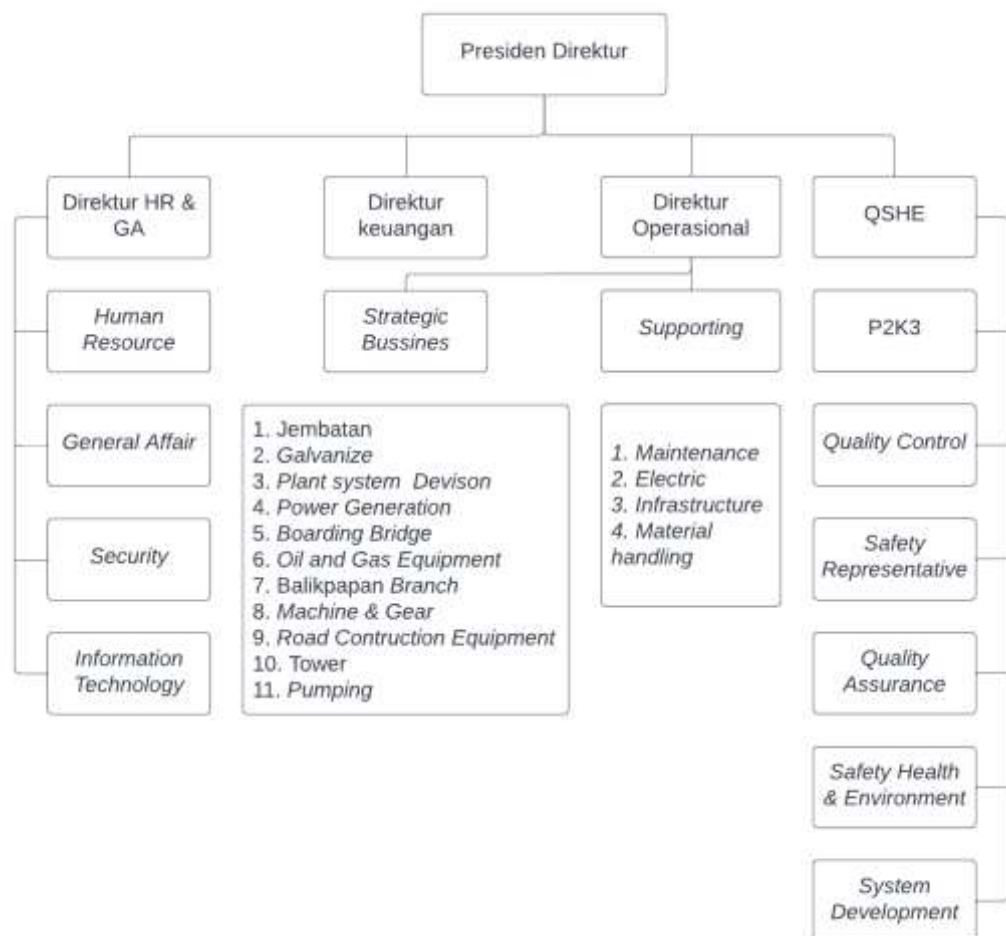 Presiden Direktur
Direktur HR &
GA
Direktur
keuangan
Direktur
Operasional
QSHE
Human
Resource
Strategic
Bussines
Supporting
P2K3
General Affair
1. Jembatan
2. Galvanize
3. Plant system Devison
4. Power Generation
5. Boarding Bridge
6. Oil and Gas Equipment
7. Balikpapan Branch
8. Machine & Gear
9. Road Contruction Equipment
10. Tower
11. Pumping
1. Maintenance
2. Electric
3. Infrastructure
4. Material
handling
Quality Control
Security
Safety
Representative
Information
Technology
Quality
Assurance
Safety Health
& Environment
System
Development